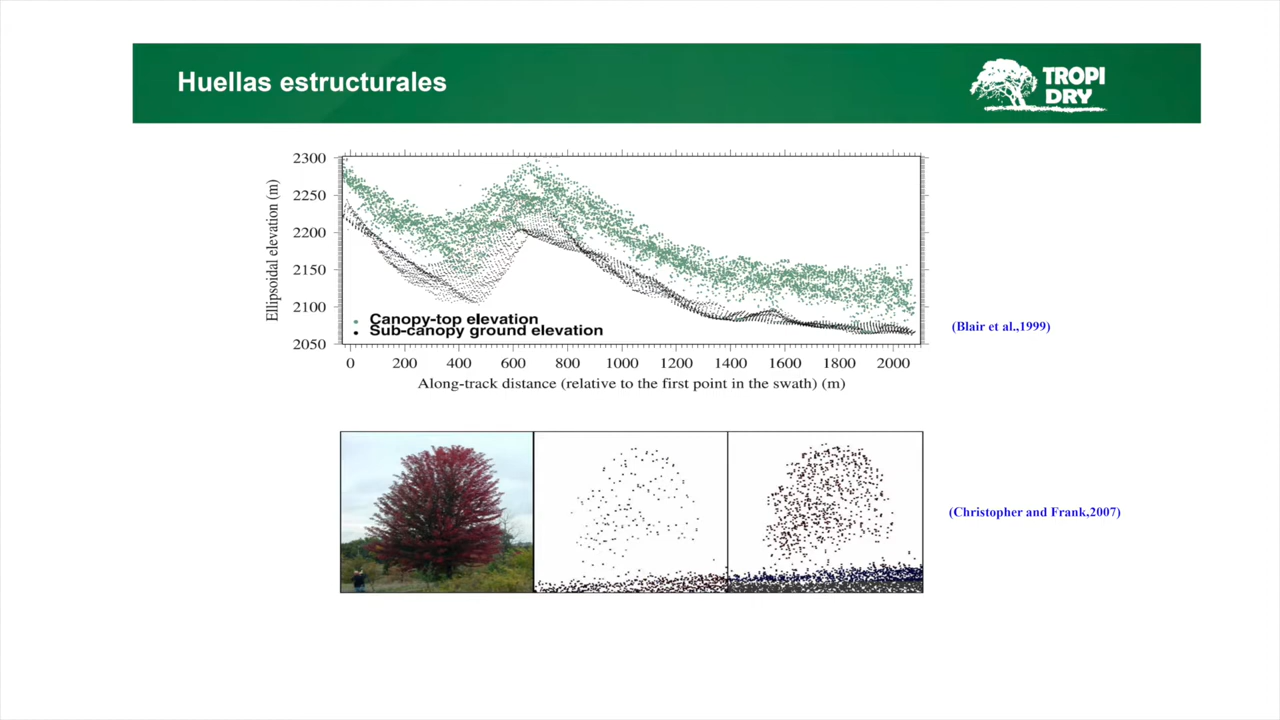 Huellas estructurales
TROPI
DRY
2300
2250
2200
2150
2100
2050
Ellipsoidal elevation (m)
Canopy-top elevation
Sub-canopy ground elevation
0 200 400 600 800 1000 1200 1400 1600 1800 2000
Along-track distance (relative to the first point in the swath) (m)
(Blair et al.,1999)
(Christopher and Frank,2007)